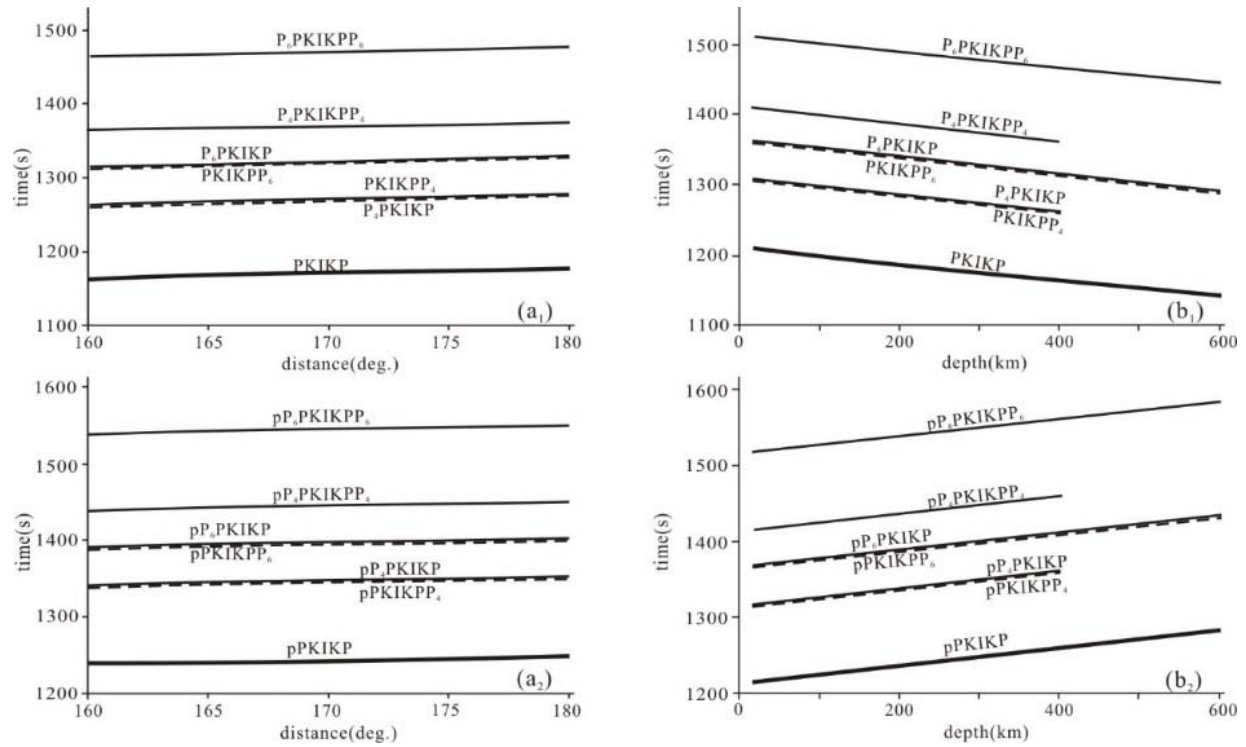 1500
P₆PKIKPP₆
1400
P₄PKIKPP₄
P₆PKIKP
1300
PKIKPP₆
PKIKPP₄
P₄PKIKP
1200
PKIKP
1100
(a₁)
160 165 170 175 180
distance(deg.)
time(s)
1500
P₆PKIKPP₆
1400
P₄PKIKPP₄
P₆PKIKP
PKIKPP₆
1300
P₄PKIKP
PKIKPP₄
1200
PKIKP
1100
(b₁)
0 200 400 600
depth(km)
time(s)
1600
pP₆PKIKPP₆
1500
pP₄PKIKPP₄
pP₆PKIKP
1400
pPKIKPP₆
pP₄PKIKP
pPKIKPP₄
1300
pPKIKP
1200
(a₂)
160 165 170 175 180
distance(deg.)
time(s)
1600
pP₆PKIKPP₆
1500
pP₄PKIKPP₄
pP₆PKIKP
1400
pPKIKPP₆
pP₄PKIKP
pPKIKPP₄
1300
pPKIKP
1200
(b₂)
0 200 400 600
depth(km)
time(s)